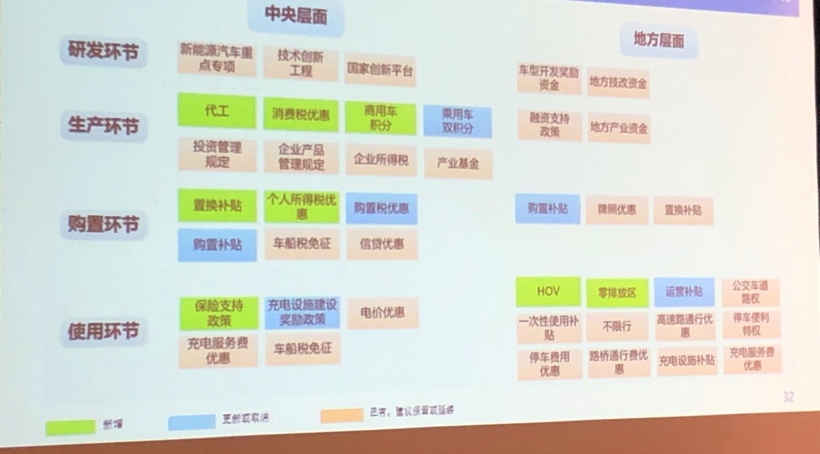 中央层面
地方层面
研发环节
新能源汽车重
点专项
技术创新
工程
国家创新平台
车型开发奖励
资金
地方技改资金
生产环节
代工
消费税优惠
商用车
积分
乘用车
双积分
融资支持
政策
地方产业资金
投资管理
规定
企业产品
管理规定
企业所得税
产业基金
购置环节
置换补贴
个人所得税优
惠
购置税优惠
购置补贴
牌照优惠
置换补贴
购置补贴
车船税免征
信贷优惠
使用环节
保险支持
政策
充电设施建设
奖励政策
电价优惠
HOV
零排放区
运营补贴
公交车道
路权
一次性使用补
贴
不限行
高速路通行优
惠
停车便利
特权
充电服务费
优惠
车船税免征
停车费用
优惠
路桥通行费优
惠
充电设施补贴
充电服务费
优惠
32
新增
更新或取消
已有，建议保留或延续